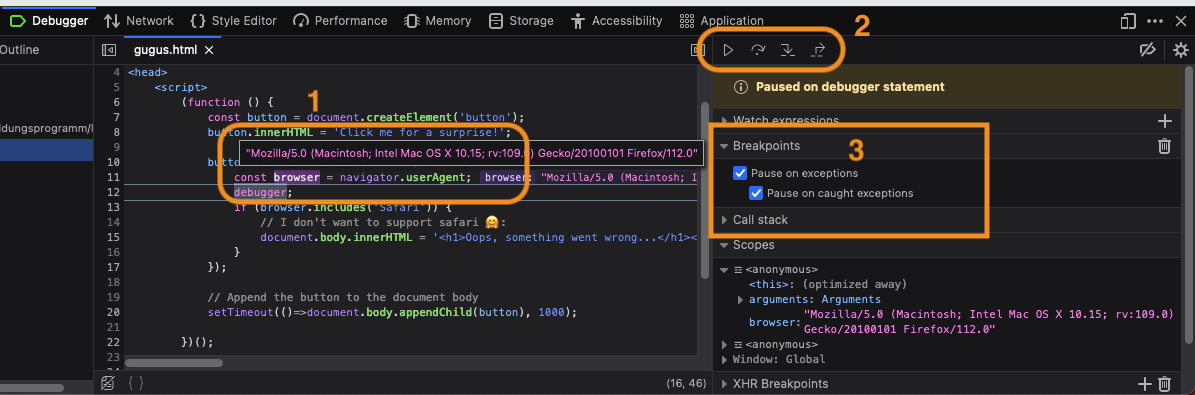 Debugger Network Style Editor Performance Memory Storage Accessibility Application
2
Outline
gugus.html
4 <head>
5 <script>
6 (function () {
7 const button = document.createElement('button');
8 button.innerHTML = 'Click me for a surprise!';
1
"Mozilla/5.0 (Macintosh; Intel Mac OS X 10.15; rv:109.0) Gecko/20100101 Firefox/112.0"
10 but
11 const browser = navigator.userAgent; browser: "Mozilla/5.0 (Macintosh; I
12 debugger;
13 if (browser.includes('Safari')) {
14 // I don't want to support safari 🤗:
15 document.body.innerHTML = '<h1>Oops, something went wrong...</h1><
16 }
17 });
18
19 // Append the button to the document body
20 setTimeout(()=>document.body.appendChild(button), 1000);
21
22 })();
23
ldungsprogramm/l
{ } (16, 46)
Paused on debugger statement
Watch expressions
3
Breakpoints
Pause on exceptions
Pause on caught exceptions
Call stack
Scopes
<anonymous>
<this>: (optimized away)
arguments: Arguments
browser: "Mozilla/5.0 (Macintosh; Intel Mac OS X 10.15; rv:109.0)
Gecko/20100101 Firefox/112.0"
<anonymous>
Window: Global
XHR Breakpoints